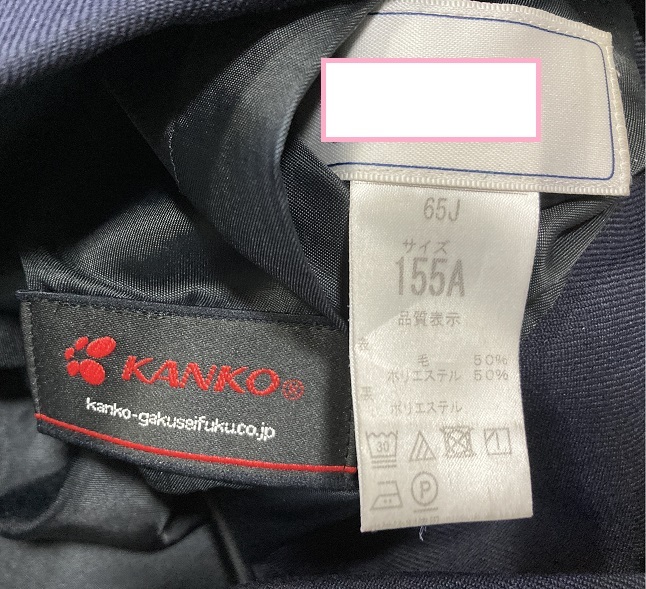 65J
サイズ
155A
品質表示
表
毛 50%
ポリエステル 50%
裏
ポリエステル
30
P
KANKO®
kanko-gakuseifuku.co.jp